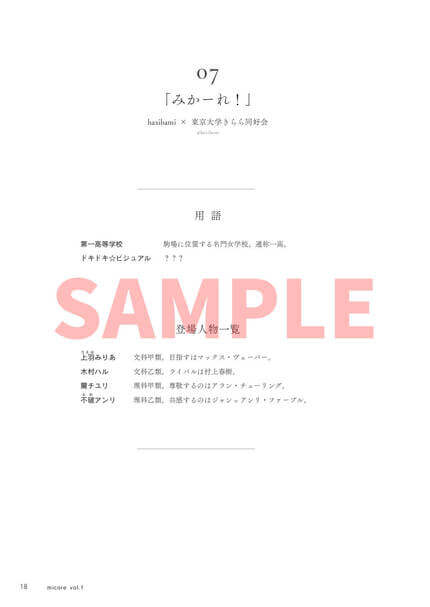 07
「みかーれ！」
haxibami × 東京大学きらら同好会
用 語
第一高等学校　駒場に位置する名門女学校。通称一高。
ドキドキ☆ビジュアル　？？？
SAMPLE
登場人物一覧
上羽みりあ　文科甲類。目指すはマックス・ヴェーバー。
木村ハル　文科乙類。ライバルは村上春樹。
蘭チユリ　理科甲類。尊敬するのはアラン・チューリング。
不破アンリ　理科乙類。共感するのはジャン＝アンリ・ファーブル。
18 micare vol.1